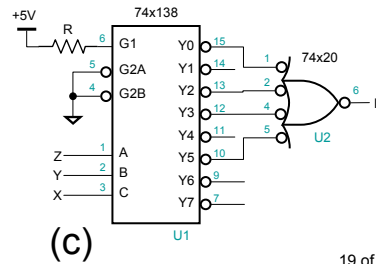 +5V
R
74x138
6 G1 Y0 15
5 G2A Y1 14
4 G2B Y2 13
Y3 12
Y4 11
Z 1 A Y5 10
Y 2 B Y6 9
X 3 C Y7 7
U1
74x20
1
2
4
5
6
U2
(c)
19 of